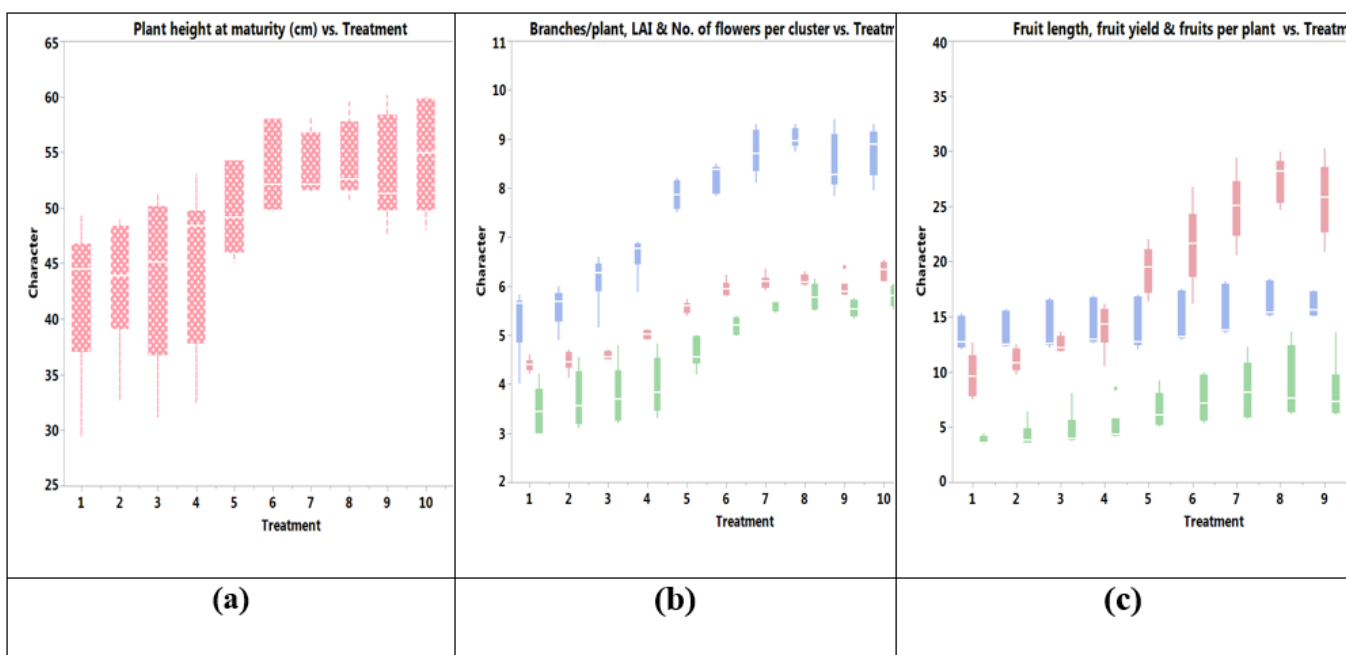 Plant height at maturity (cm) vs. Treatment
65
60
55
50
45
40
35
30
25
Character
1 2 3 4 5 6 7 8 9 10
Treatment
(a)
Branches/plant, LAI & No. of flowers per cluster vs. Treatm
11
10
9
8
7
6
5
4
3
2
Character
1 2 3 4 5 6 7 8 9 10
Treatment
(b)
Fruit length, fruit yield & fruits per plant vs. Treatm
40
35
30
25
20
15
10
5
0
Character
1 2 3 4 5 6 7 8 9
Treatment
(c)